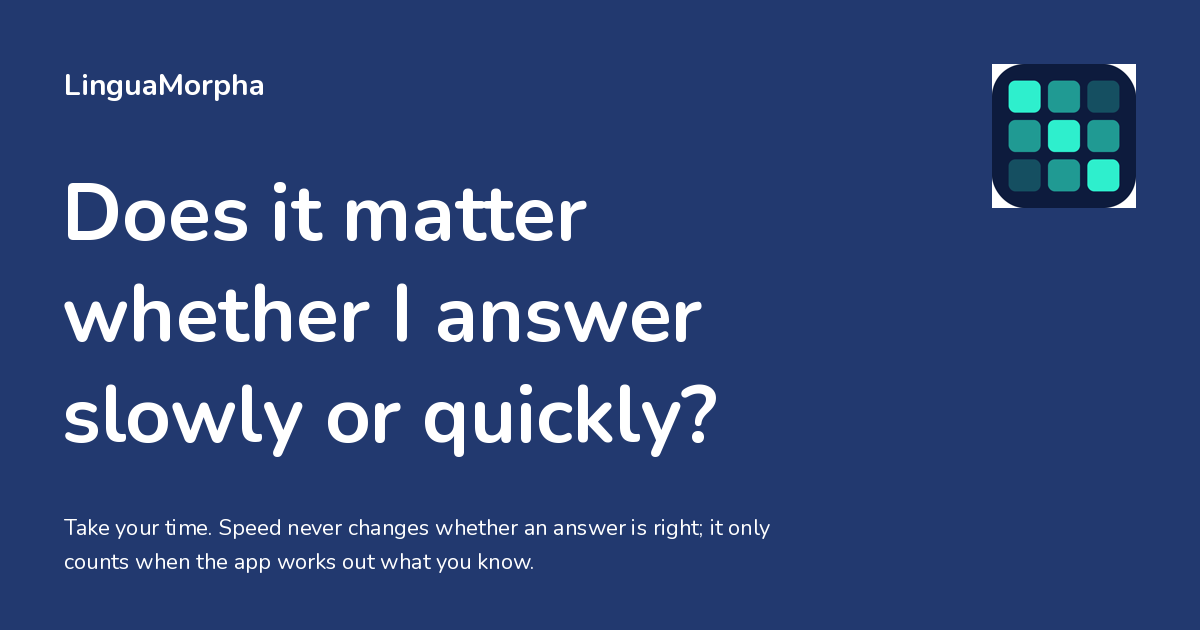 LinguaMorpha
Does it matter
whether I answer
slowly or quickly?
Take your time. Speed never changes whether an answer is right; it only
counts when the app works out what you know.